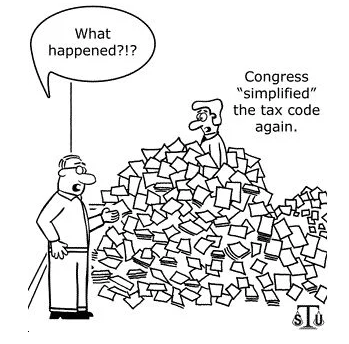 What
happened?!?
Congress
“simplified”
the tax code
again.
S U